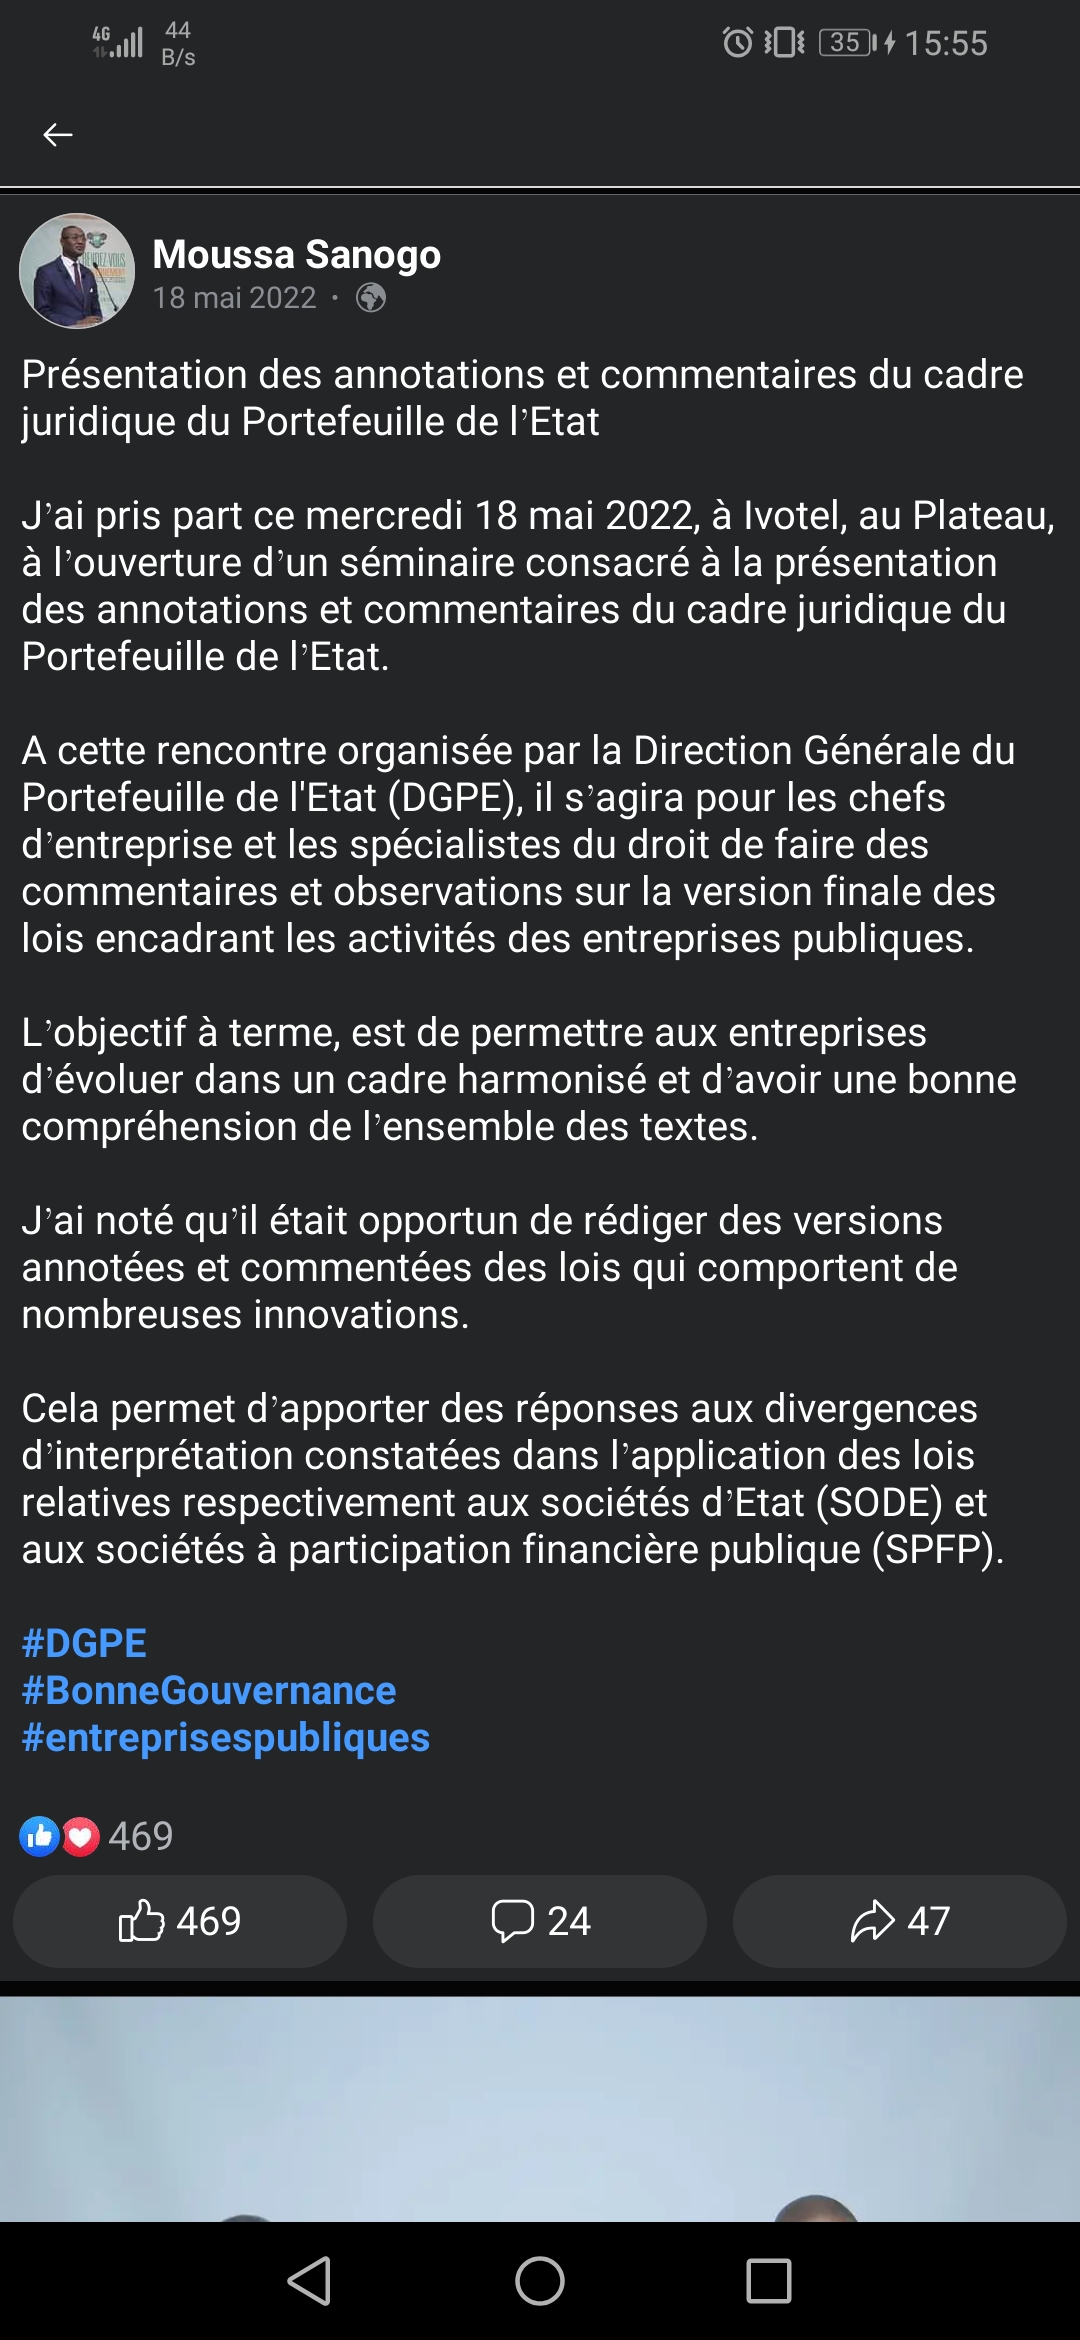 4G
44
B/s
35
15:55
Moussa Sanogo
18 mai 2022 ·
Présentation des annotations et commentaires du cadre
juridique du Portefeuille de l’Etat
J’ai pris part ce mercredi 18 mai 2022, à Ivotel, au Plateau,
à l’ouverture d’un séminaire consacré à la présentation
des annotations et commentaires du cadre juridique du
Portefeuille de l’Etat.
A cette rencontre organisée par la Direction Générale du
Portefeuille de l'Etat (DGPE), il s’agira pour les chefs
d’entreprise et les spécialistes du droit de faire des
commentaires et observations sur la version finale des
lois encadrant les activités des entreprises publiques.
L’objectif à terme, est de permettre aux entreprises
d’évoluer dans un cadre harmonisé et d’avoir une bonne
compréhension de l’ensemble des textes.
J’ai noté qu’il était opportun de rédiger des versions
annotées et commentées des lois qui comportent de
nombreuses innovations.
Cela permet d’apporter des réponses aux divergences
d’interprétation constatées dans l’application des lois
relatives respectivement aux sociétés d’Etat (SODE) et
aux sociétés à participation financière publique (SPFP).
#DGPE
#BonneGouvernance
#entreprisespubliques
469
469
24
47